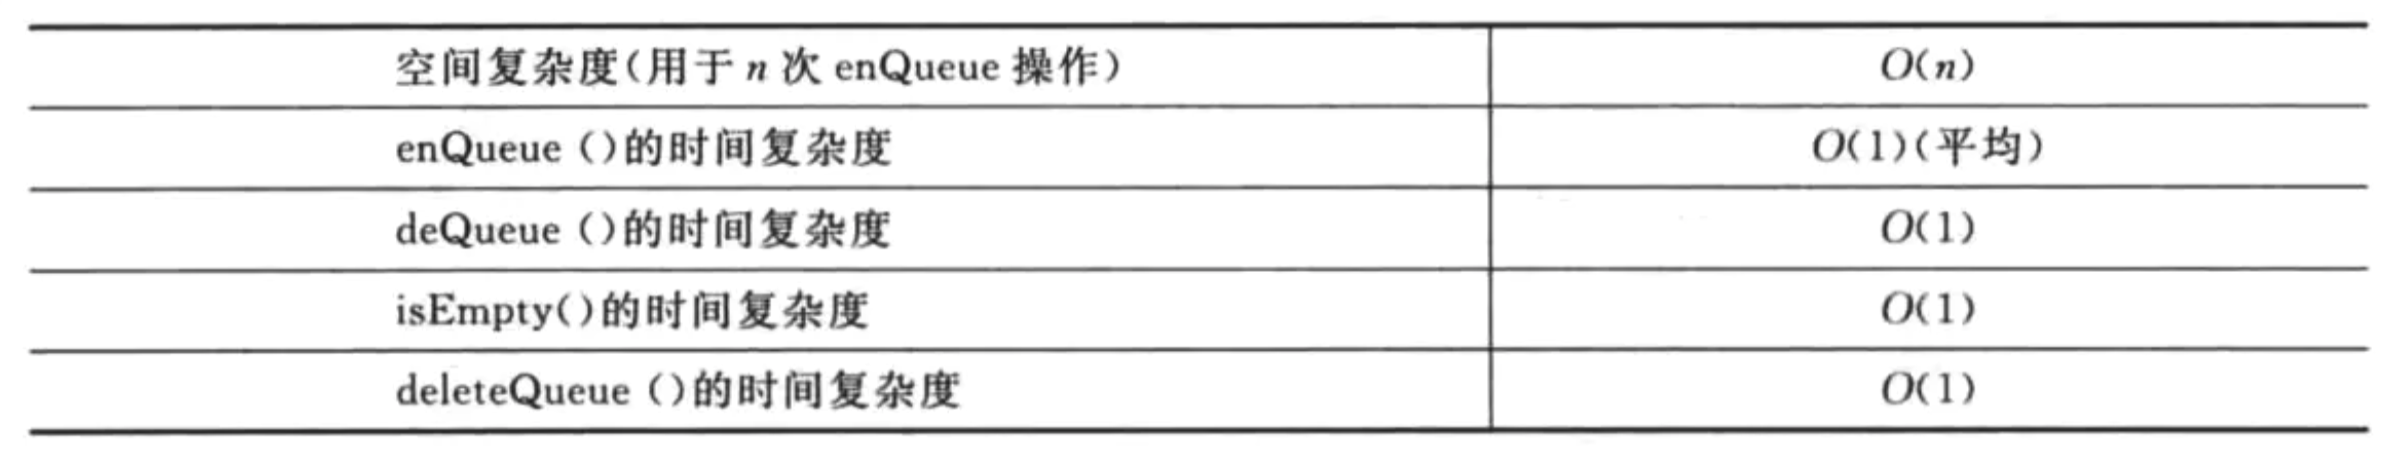 空间复杂度(用于 n 次 enQueue 操作) O(n)
enQueue ()的时间复杂度 O(1)(平均)
deQueue ()的时间复杂度 O(1)
isEmpty()的时间复杂度 O(1)
deleteQueue ()的时间复杂度 O(1)